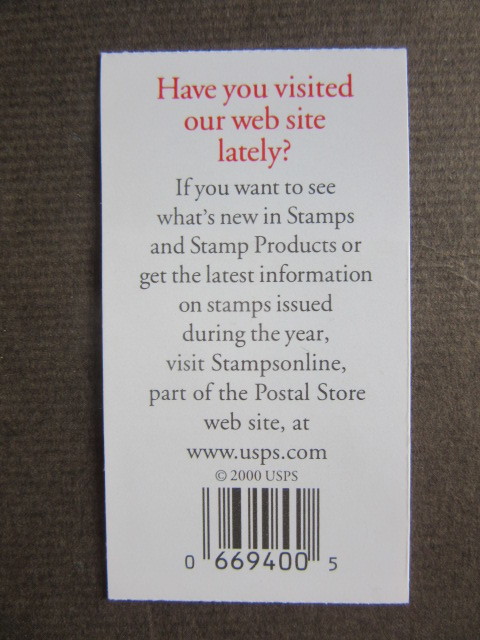 Have you visited
our web site
lately?
If you want to see
what's new in Stamps
and Stamp Products or
get the latest information
on stamps issued
during the year,
visit Stampsonline,
part of the Postal Store
web site, at
www.usps.com
© 2000 USPS
0 669400 5